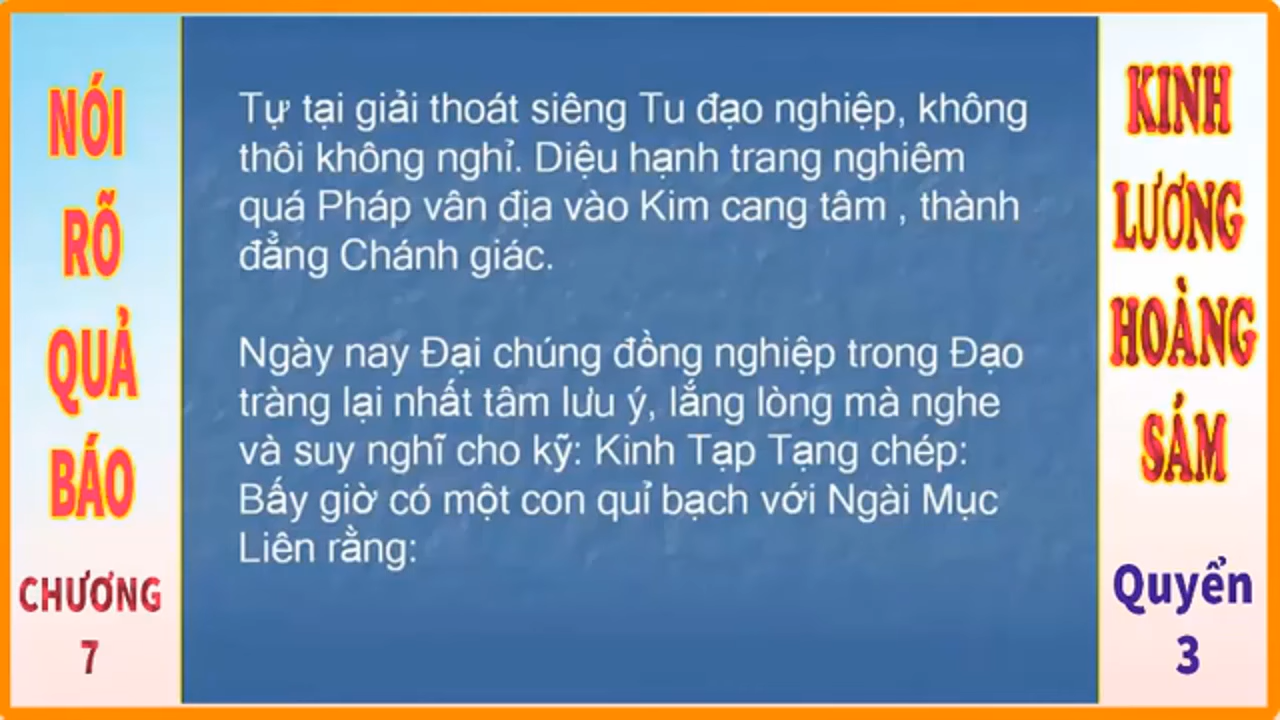 NÓI
RÕ
QUẢ
BÁO
CHƯƠNG
7
Tự tại giải thoát siêng Tu đạo nghiệp, không
thôi không nghỉ. Diệu hạnh trang nghiêm
quá Pháp vân địa vào Kim cang tâm , thành
đẳng Chánh giác.
Ngày nay Đại chúng đồng nghiệp trong Đạo
tràng lại nhất tâm lưu ý, lắng lòng mà nghe
và suy nghĩ cho kỹ: Kinh Tạp Tạng chép:
Bấy giờ có một con quỉ bạch với Ngài Mục
Liên rằng:
KINH
LƯƠNG
HOÀNG
SÁM
Quyển
3